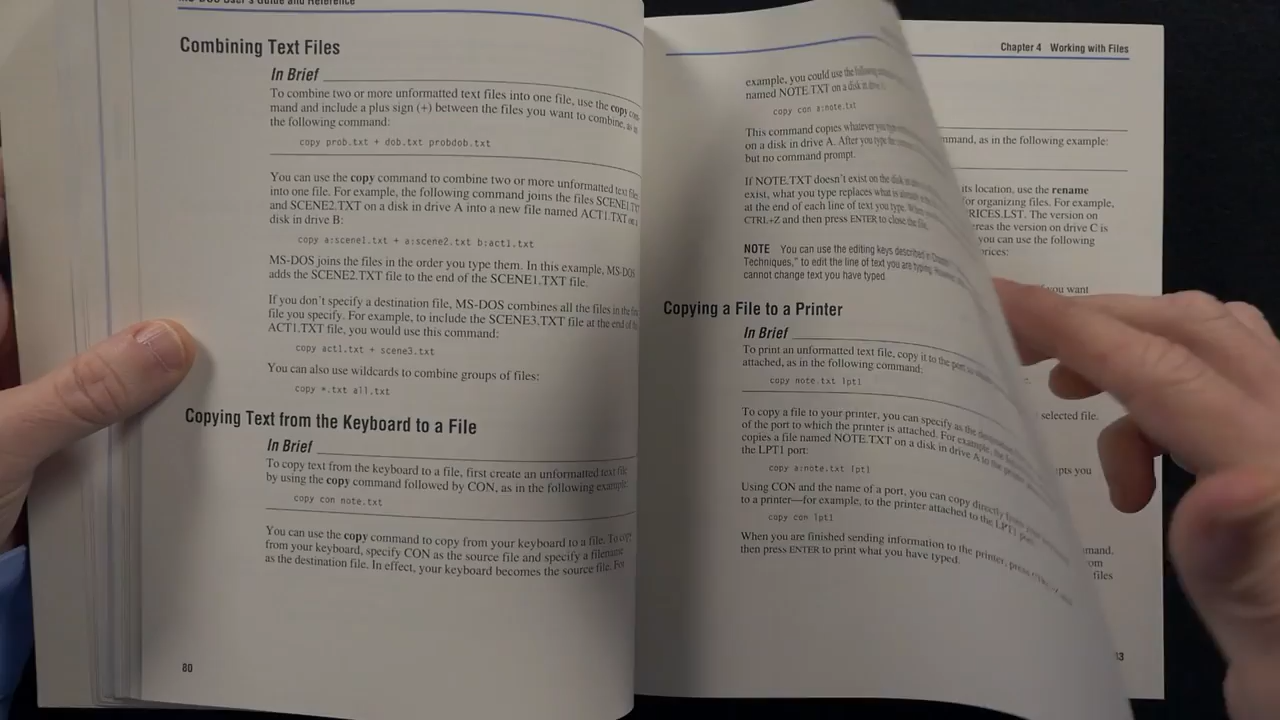 MS-DOS User's Guide and Reference
Combining Text Files
In Brief
To combine two or more unformatted text files into one file, use the copy
mand and include a plus sign (+) between the files you want to combine, as in
the following command:
copy prob.txt + dob.txt probdob.txt
You can use the copy command to combine two or more unformatted text files
into one file. For example, the following command joins the files SCENE1.TXT
and SCENE2.TXT on a disk in drive A into a new file named ACT1.TXT on a
disk in drive B:
copy a:scene1.txt + a:scene2.txt b:act1.txt
MS-DOS joins the files in the order you type them. In this example, MS-DOS
adds the SCENE2.TXT file to the end of the SCENE1.TXT file.
If you don't specify a destination file, MS-DOS combines all the files in the
file you specify. For example, to include the SCENE3.TXT file at the end of
ACT1.TXT file, you would use this command:
copy act1.txt + scene3.txt
You can also use wildcards to combine groups of files:
copy *.txt all.txt
Copying Text from the Keyboard to a File
In Brief
To copy text from the keyboard to a file, first create an unformatted text file
by using the copy command followed by CON, as in the following example:
copy con note.txt
You can use the copy command to copy from your keyboard to a file. To copy
from your keyboard, specify CON as the source file and specify a filename
as the destination file. In effect, your keyboard becomes the source file. For
80
example, you could use the following
named NOTE.TXT on a disk in drive
copy con a:note.txt
This command copies whatever you type
on a disk in drive A. After you type the
but no command prompt.
If NOTE.TXT doesn't exist on the disk
exist, what you type replaces what is already
at the end of each line of text you type. When
CTRL+Z and then press ENTER to close the file.
NOTE You can use the editing keys described in
Techniques," to edit the line of text you are typing. However
cannot change text you have typed
Copying a File to a Printer
In Brief
To print an unformatted text file, copy it to the port to which
attached, as in the following command:
copy note.txt lpt1
To copy a file to your printer, you can specify as the destination
of the port to which the printer is attached. For example, the
copies a file named NOTE.TXT on a disk in drive A to the printer
the LPT1 port:
copy a:note.txt lpt1
Using CON and the name of a port, you can copy directly from your
to a printer—for example, to the printer attached to the LPT1 port
copy con lpt1
When you are finished sending information to the printer, press
then press ENTER to print what you have typed.
Chapter 4 Working with Files
mmand, as in the following example:
its location, use the rename
for organizing files. For example,
RICES.LST. The version on
reas the version on drive C is
you can use the following
prices:
you want
selected file.
pts you
mand.
om
files